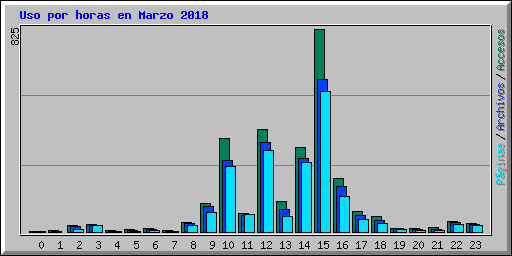 Uso por horas en Marzo 2018
825
Páginas / Archivos / Accesos
0 1 2 3 4 5 6 7 8 9 10 11 12 13 14 15 16 17 18 19 20 21 22 23